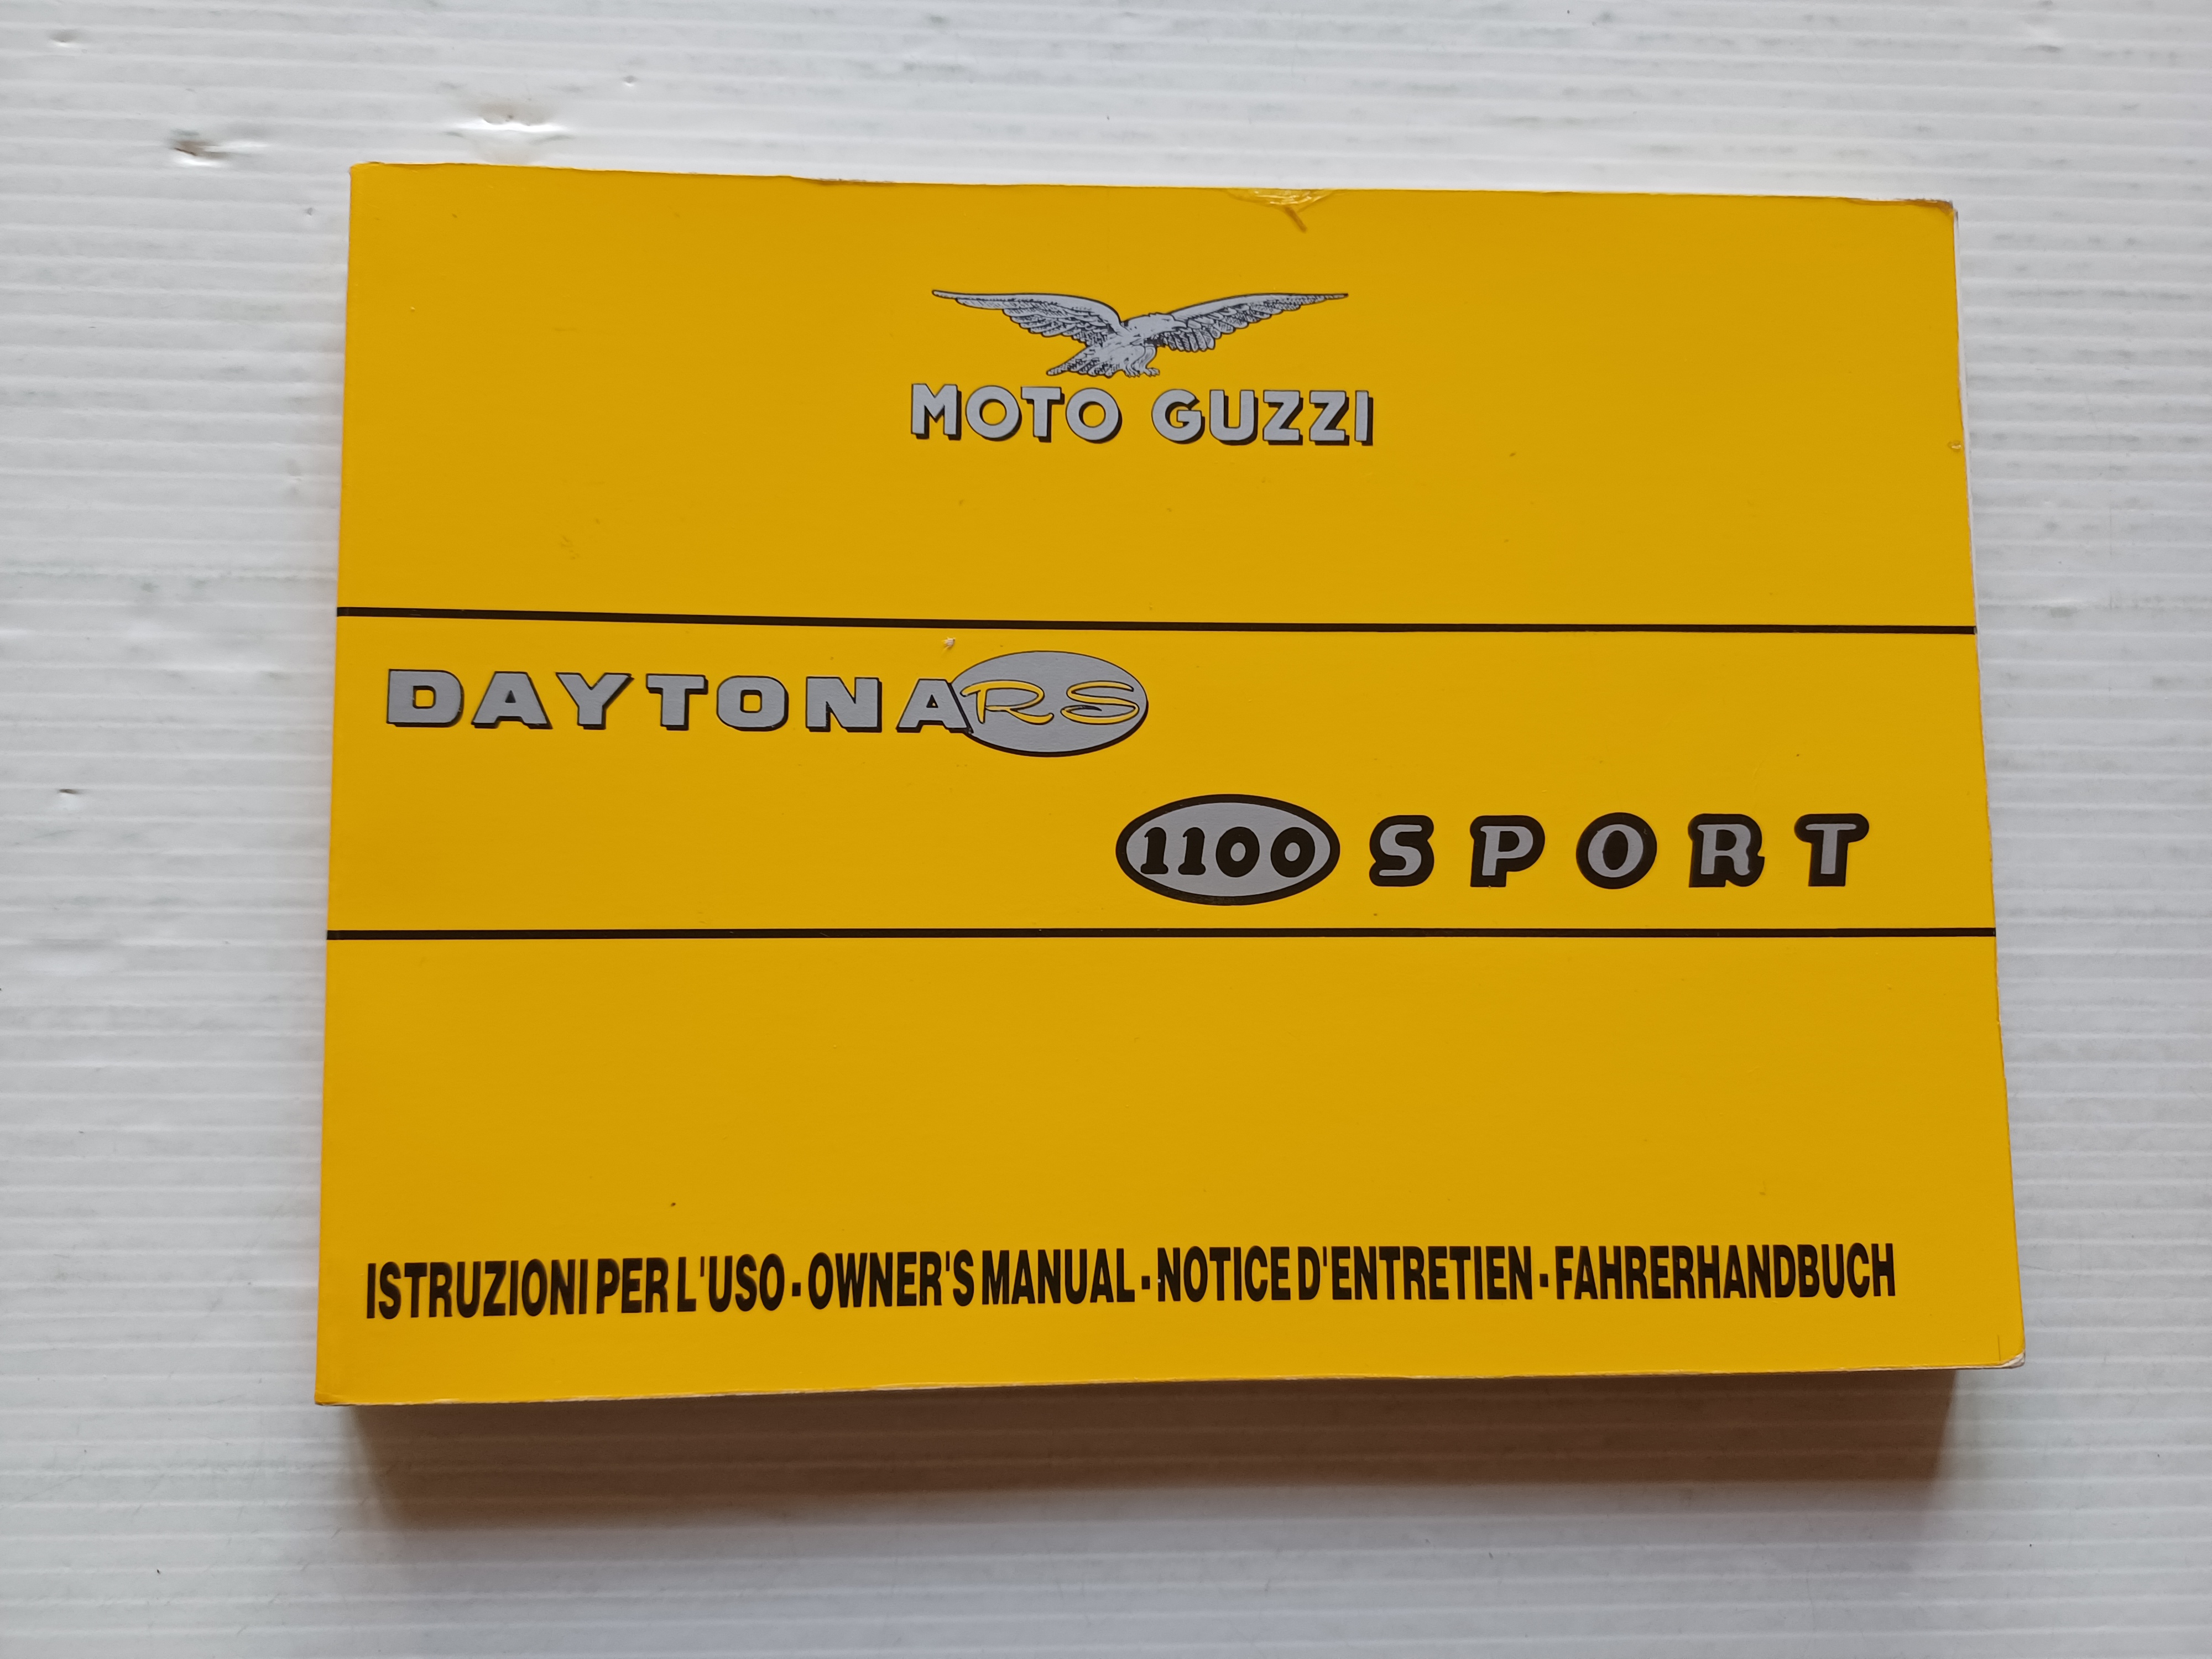 MOTO GUZZI
DAYTONA RS
1100 SPORT
ISTRUZIONI PER L'USO - OWNER'S MANUAL - NOTICE D'ENTRETIEN - FAHRERHANDBUCH